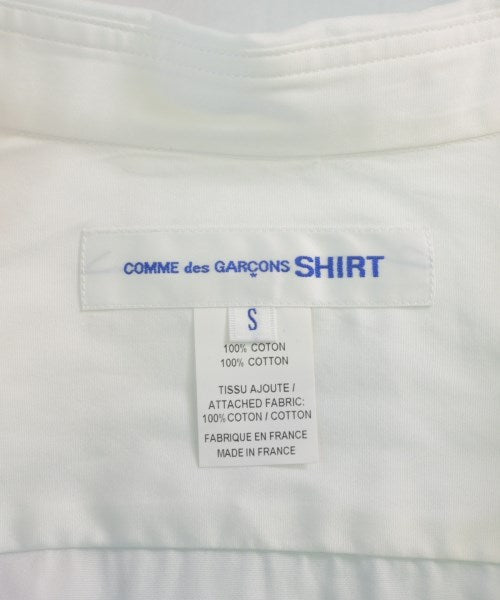 COMME des GARÇONS SHIRT
S
100% COTON
100% COTTON
TISSU AJOUTE /
ATTACHED FABRIC:
100% COTON / COTTON
FABRIQUE EN FRANCE
MADE IN FRANCE